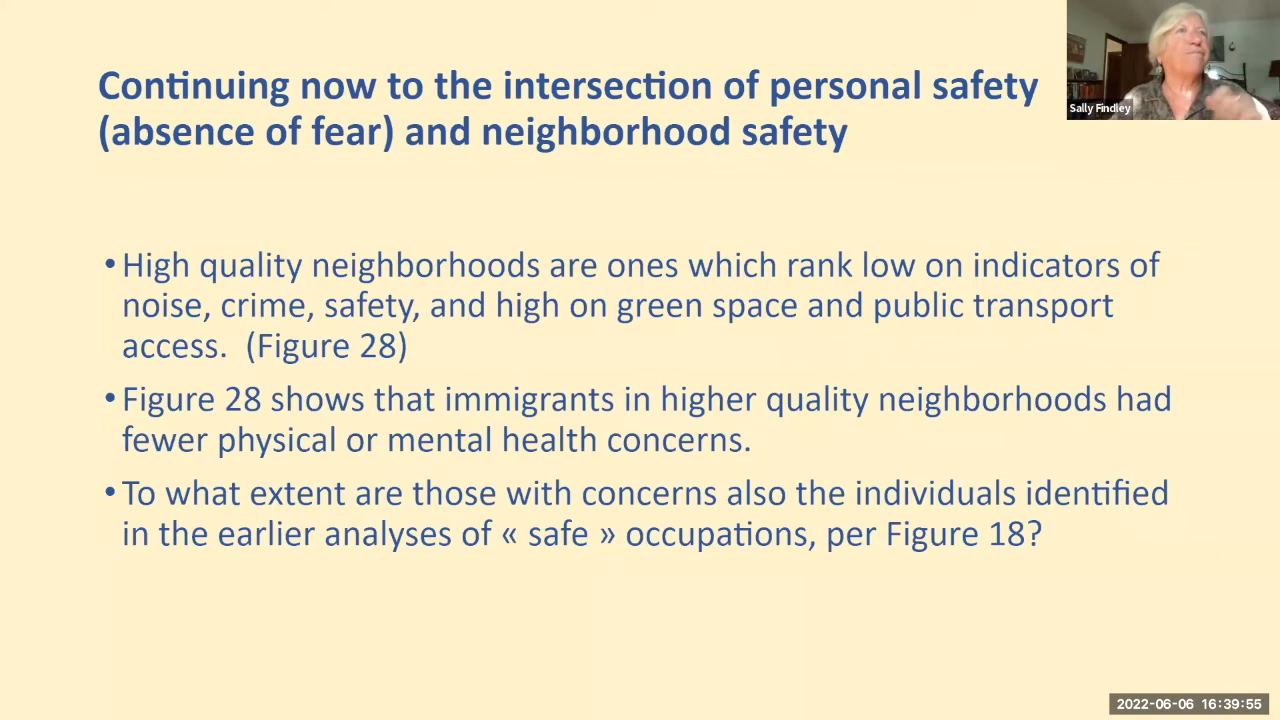 Continuing now to the intersection of personal safety
(absence of fear) and neighborhood safety
Sally Findley
•High quality neighborhoods are ones which rank low on indicators of
noise, crime, safety, and high on green space and public transport
access.  (Figure 28)
•Figure 28 shows that immigrants in higher quality neighborhoods had
fewer physical or mental health concerns.
•To what extent are those with concerns also the individuals identified
in the earlier analyses of « safe » occupations, per Figure 18?
2022-06-06 16:39:55